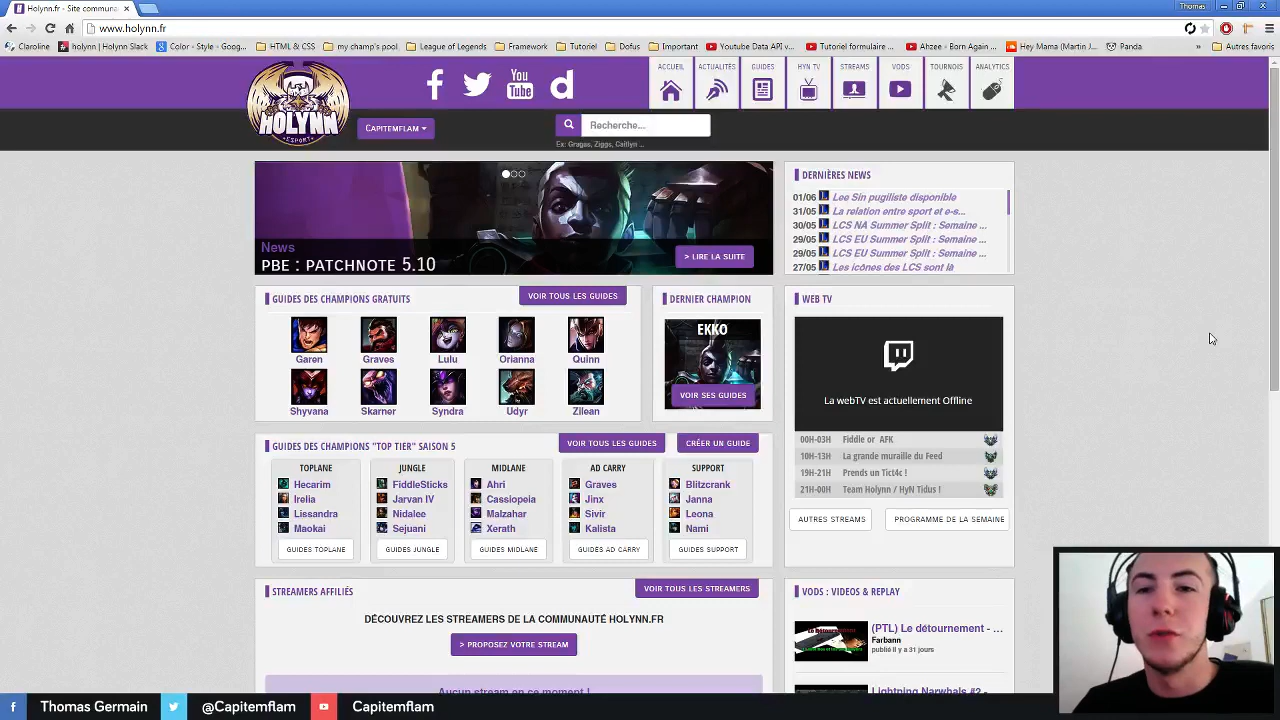 Holynn.fr - Site communa
Thomas
www.holynn.fr
Claroline
holynn | Holynn Slack
Color - Style - Goog...
HTML & CSS
my champ's pool
League of Legends
Framework
Tutoriel
Dofus
Important
Youtube Data API v...
Tutoriel formulaire ...
Ahzee - Born Again ...
Hey Mama (Martin J...
Panda.
»
Autres favoris
HOLYNN
ESPORT
You
Tube
ACCUEIL
ACTUALITÉS
GUIDES
HYN TV
STREAMS
VODS
TOURNOIS
ANALYTICS
CAPITEMFLAM
Recherche...
Ex: Gragas, Ziggs, Caitlyn ...
News
PBE : PATCHNOTE 5.10
> LIRE LA SUITE
DERNIÈRES NEWS
01/06 Lee Sin pugiliste disponible
31/05 La relation entre sport et e-s...
30/05 LCS NA Summer Split : Semaine ...
29/05 LCS EU Summer Split : Semaine ...
29/05 LCS EU Summer Split : Semaine ...
27/05 Les icônes des LCS sont là
GUIDES DES CHAMPIONS GRATUITS
VOIR TOUS LES GUIDES
Garen
Graves
Lulu
Orianna
Quinn
Shyvana
Skarner
Syndra
Udyr
Zilean
DERNIER CHAMPION
EKKO
VOIR SES GUIDES
WEB TV
La webTV est actuellement Offline
00H-03H Fiddle or AFK
10H-13H La grande muraille du Feed
19H-21H Prends un Tict4c !
21H-00H Team Holynn / HyN Tidus !
AUTRES STREAMS
PROGRAMME DE LA SEMAINE
GUIDES DES CHAMPIONS "TOP TIER" SAISON 5
VOIR TOUS LES GUIDES
CRÉER UN GUIDE
TOPLANE
Hecarim
Irelia
Lissandra
Maokai
GUIDES TOPLANE
JUNGLE
FiddleSticks
Jarvan IV
Nidalee
Sejuani
GUIDES JUNGLE
MIDLANE
Ahri
Cassiopeia
Malzahar
Xerath
GUIDES MIDLANE
AD CARRY
Graves
Jinx
Sivir
Kalista
GUIDES AD CARRY
SUPPORT
Blitzcrank
Janna
Leona
Nami
GUIDES SUPPORT
STREAMERS AFFILIÉS
VOIR TOUS LES STREAMERS
DÉCOUVREZ LES STREAMERS DE LA COMMUNAUTÉ HOLYNN.FR
> PROPOSEZ VOTRE STREAM
Aucun stream en ce moment !
VODS : VIDEOS & REPLAY
(PTL) Le détournement - ...
Farbann
publié il y a 31 jours
Lightning Narwhals #2 -
Thomas Germain
@Capitemflam
Capitemflam